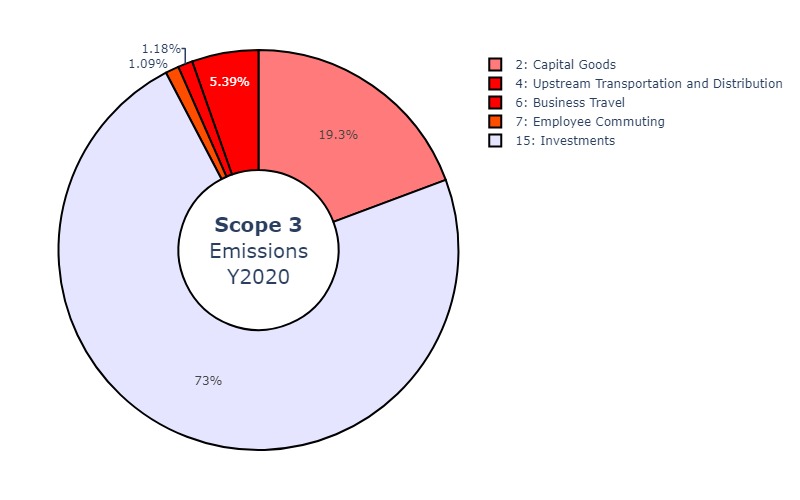 1.18%
1.09%
5.39%
19.3%
73%
Scope 3
Emissions
Y2020
2: Capital Goods
4: Upstream Transportation and Distribution
6: Business Travel
7: Employee Commuting
15: Investments